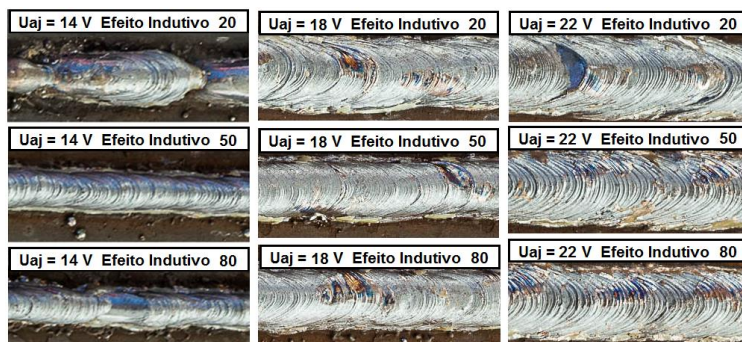 Uaj = 14 V Efeito Indutivo 20
Uaj = 18 V Efeito Indutivo 20
Uaj = 22 V Efeito Indutivo 20
Uaj = 14 V Efeito Indutivo 50
Uaj = 18 V Efeito Indutivo 50
Uaj = 22 V Efeito Indutivo 50
Uaj = 14 V Efeito Indutivo 80
Uaj = 18 V Efeito Indutivo 80
Uaj = 22 V Efeito Indutivo 80